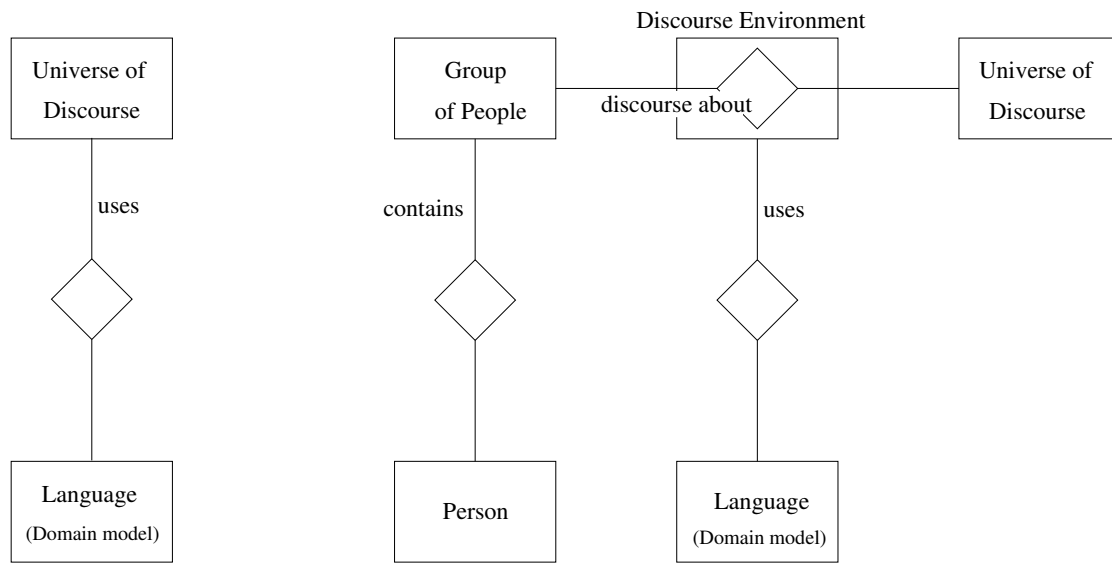 Discourse Environment
Universe of
Discourse
Group
of People
discourse about
Universe of
Discourse
uses
contains
uses
Language
(Domain model)
Person
Language
(Domain model)